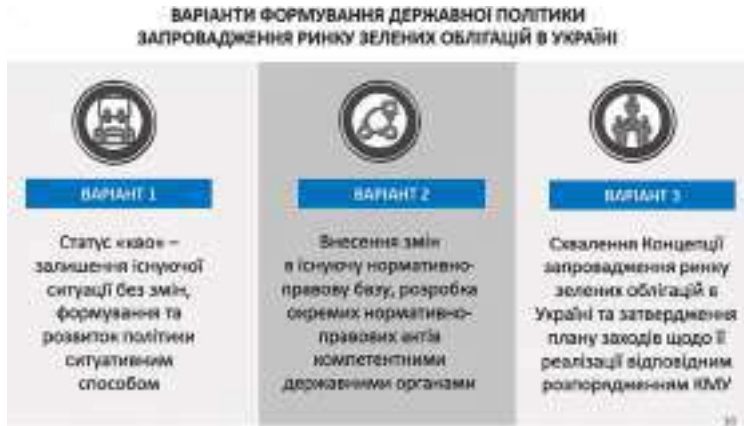 ВАРІАНТИ ФОРМУВАННЯ ДЕРЖАВНОЇ ПОЛІТИКИ
ЗАПРОВАДЖЕННЯ РИНКУ ЗЕЛЕНИХ ОБЛІГАЦІЙ В УКРАЇНІ
ВАРІАНТ 1
Статус «кво» –
залишення існуючої
ситуації без змін,
формування та
розвиток політики
ситуативним
способом
ВАРІАНТ 2
Внесення змін
в існуючу нормативно-
правову базу, розробка
окремих нормативно-
правових актів
компетентними
державними органами
ВАРІАНТ 3
Схвалення Концепції
запровадження ринку
зелених облігацій в
Україні та затвердження
плану заходів щодо її
реалізації відповідним
розпорядженням КМУ